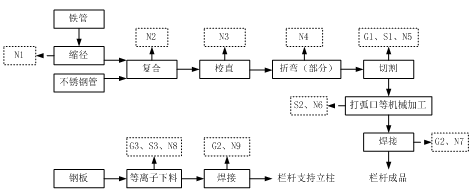 铁管
N2
N3
N4
G1、S1、N5
N1
缩径
复合
校直
折弯（部分）
切割
不锈钢管
S2、N6
打弧口等机械加工
G3、S3、N8
G2、N9
焊接
G2、N7
钢板
等离子下料
焊接
栏杆支持立柱
栏杆成品